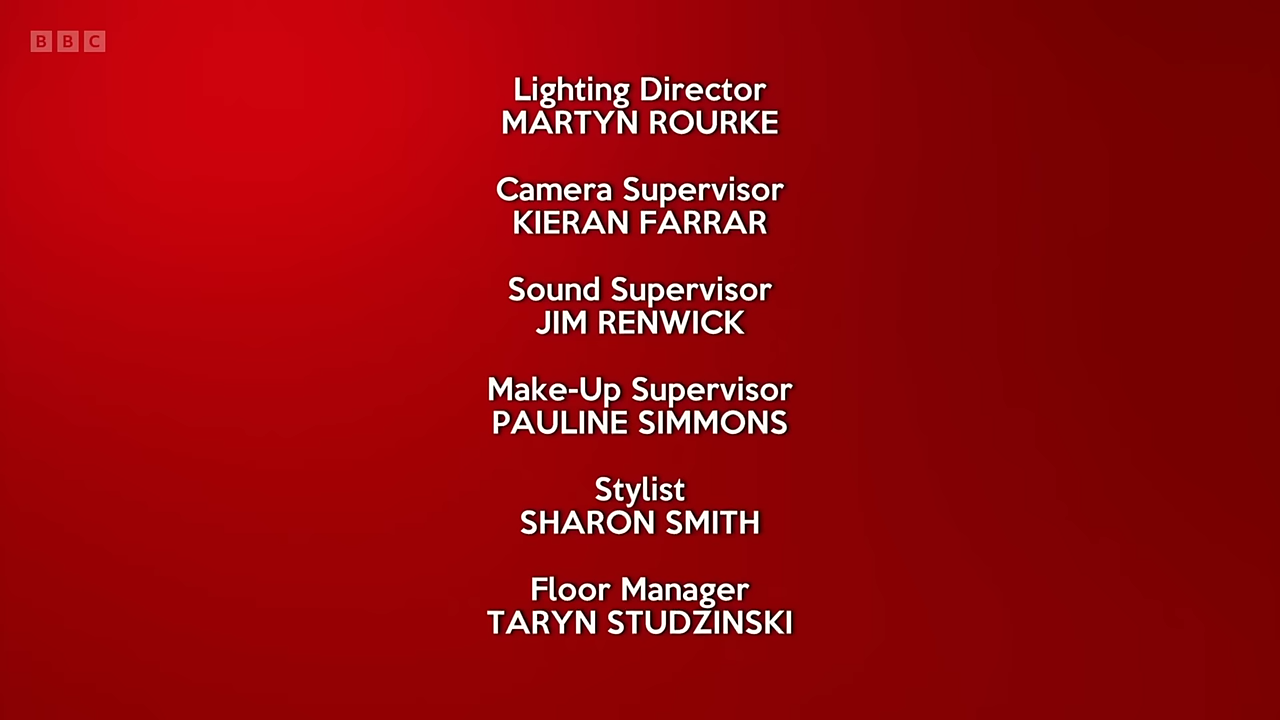 BBC
Lighting Director
MARTYN ROURKE
Camera Supervisor
KIERAN FARRAR
Sound Supervisor
JIM RENWICK
Make-Up Supervisor
PAULINE SIMMONS
Stylist
SHARON SMITH
Floor Manager
TARYN STUDZINSKI